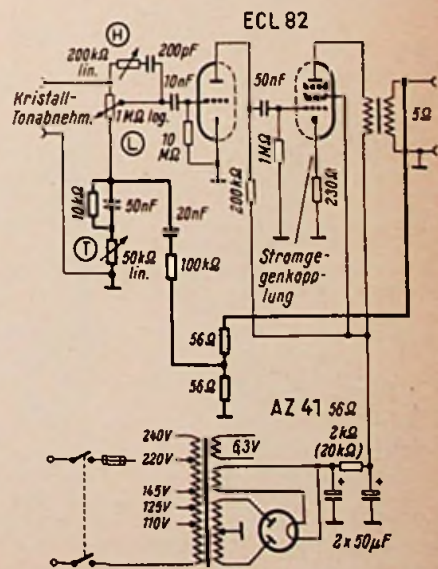 ECL 82
H
200kΩ
lin.
200pF
10nF
50nF
Kristall-
Tonabnehm.
1 MΩ log.
L
10
MΩ
1MΩ
200kΩ
230Ω
5Ω
10kΩ
50nF
20nF
T
50kΩ
lin.
100kΩ
Stromge-
genkopp-
lung
56Ω
56Ω
AZ 41
56Ω
2kΩ
(20kΩ)
240V
220V
145V
125V
110V
6,3V
+
+
2x50µF